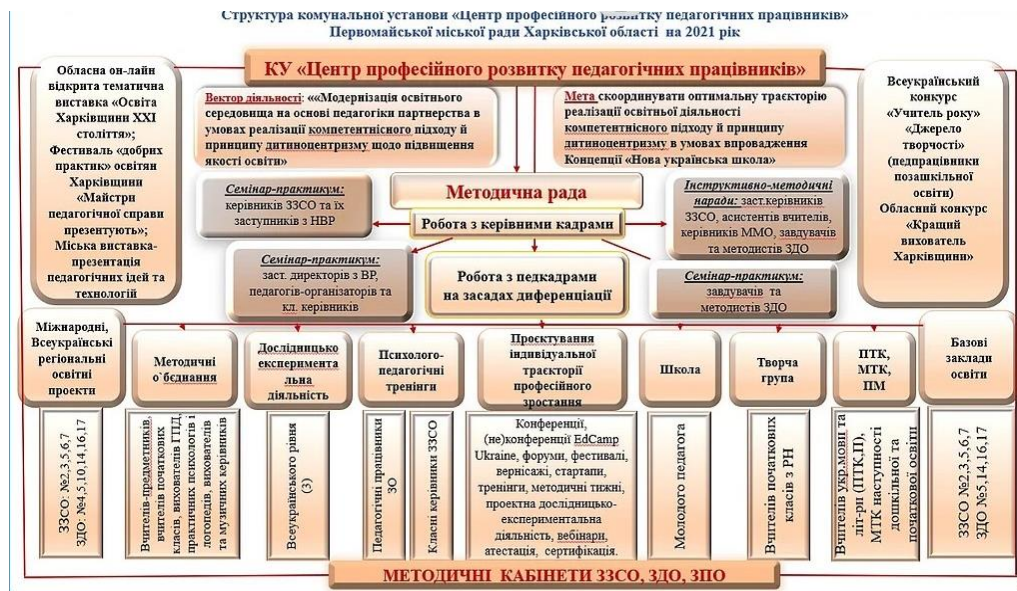 Структура комунальної установи «Центр професійного розвитку педагогічних працівників»
Первомайської міської ради Харківської області на 2021 рік
КУ «Центр професійного розвитку педагогічних працівників»
Обласна он-лайн
відкрита тематична
виставка «Освіта
Харківщини ХХІ
століття»;
Фестиваль «добрих
практик» освітян
Харківщини
«Майстри
педагогічної справи
презентують»;
Міська виставка-
презентація
педагогічних ідей та
технологій
Вектор діяльності: ««Модернізація освітнього
середовища на основі педагогіки партнерства в
умовах реалізації компетентнісного підходу й
принципу дитиноцентризму щодо підвищення
якості освіти»
Мета скоординувати оптимальну траєкторію
реалізації освітньої діяльності
компетентнісного підходу й принципу
дитиноцентризму в умовах впровадження
Концепції «Нова українська школа»
Всеукраїнський
конкурс
«Учитель року»
«Джерело
творчості»
(педпрацівники
позашкільної
освіти)
Обласний конкурс
«Кращий
вихователь
Харківщини»
Методична рада
Семінар-практикум:
керівників ЗЗСО та їх
заступників з НВР
Робота з керівними кадрами
Інструктивно-методичні
наради: заст.керівників
ЗЗСО, асистентів вчителів,
керівників ММО, завдувачів
та методистів ЗДО
Семінар-практикум:
заст. директорів з ВР,
педагогів-організаторів та
кл. керівників
Робота з педкадрами
на засадах диференціації
Семінар-практикум:
завдувачів та
методистів ЗДО
Міжнародні,
Всеукраїнські
регіональні
освітні
проекти
Методичні
о`бєднання
Дослідницько
експеримента
льна
діяльність
Психолого-
педагогічні
тренінги
Проєктування
індивідуальної
траєкторії
професійного
зростання
Школа
Творча
група
ПТК,
МТК,
ПМ
Базові
заклади
освіти
ЗЗСО: №2,3,5,6,7
ЗДО: №4,5,10,14,16,17
Вчителів-предметників,
вчителів початкових
класів, вихователів ГПД,
практичних психологів і
логопедів, вихователів
та музичних керівників
Всеукраїнського рівня
(3)
Педагогічні працівники
ЗО
Класні керівники ЗЗСО
Конференції,
(не)конференції EdCamp
Ukraine, форуми, фестивалі,
вернісажі, стартапи,
тренінги, методичні тижні,
проектна дослідницько-
експериментальна
діяльність, вебінари,
атестація, сертифікація.
Молодого педагога
Вчителів початкових
класів з РН
Вчителів укр.мови та
літ-ри (ПТК,П),
МТК наступності
дошкільної та
початкової освіти
ЗЗСО №2,3,5,6,7
ЗДО №5,14,16,17
МЕТОДИЧНІ КАБІНЕТИ ЗЗСО, ЗДО, ЗПО